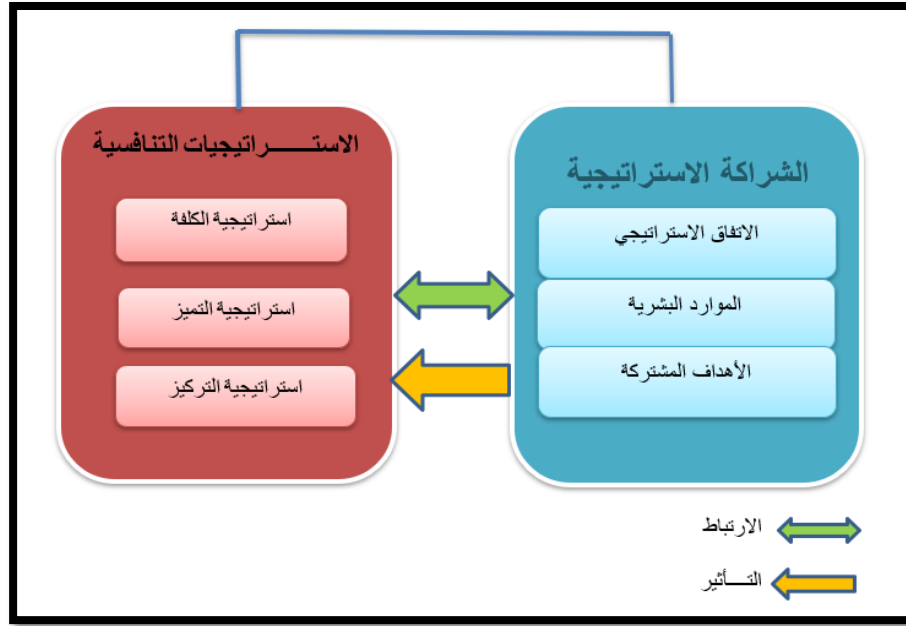 الشراكة الاستراتيجية
الاتفاق الاستراتيجي
الموارد البشرية
الأهداف المشتركة
الاستـــــــراتيجيات التنافسية
استراتيجية الكلفة
استراتيجية التميز
استراتيجية التركيز
الارتباط
التـــأثير